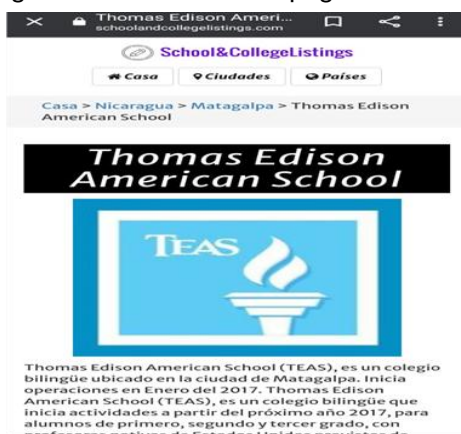 Thomas Edison Ameri...
schoolandcollegelistings.com
School&CollegeListings
Casa
Ciudades
Países
Casa > Nicaragua > Matagalpa > Thomas Edison
American School
Thomas Edison
American School
TEAS
Thomas Edison American School (TEAS), es un colegio
bilingüe ubicado en la ciudad de Matagalpa. Inicia
operaciones en Enero del 2017. Thomas Edison
American School (TEAS), es un colegio bilingüe que
inicia actividades a partir del próximo año 2017, para
alumnos de primero, segundo y tercer grado, con